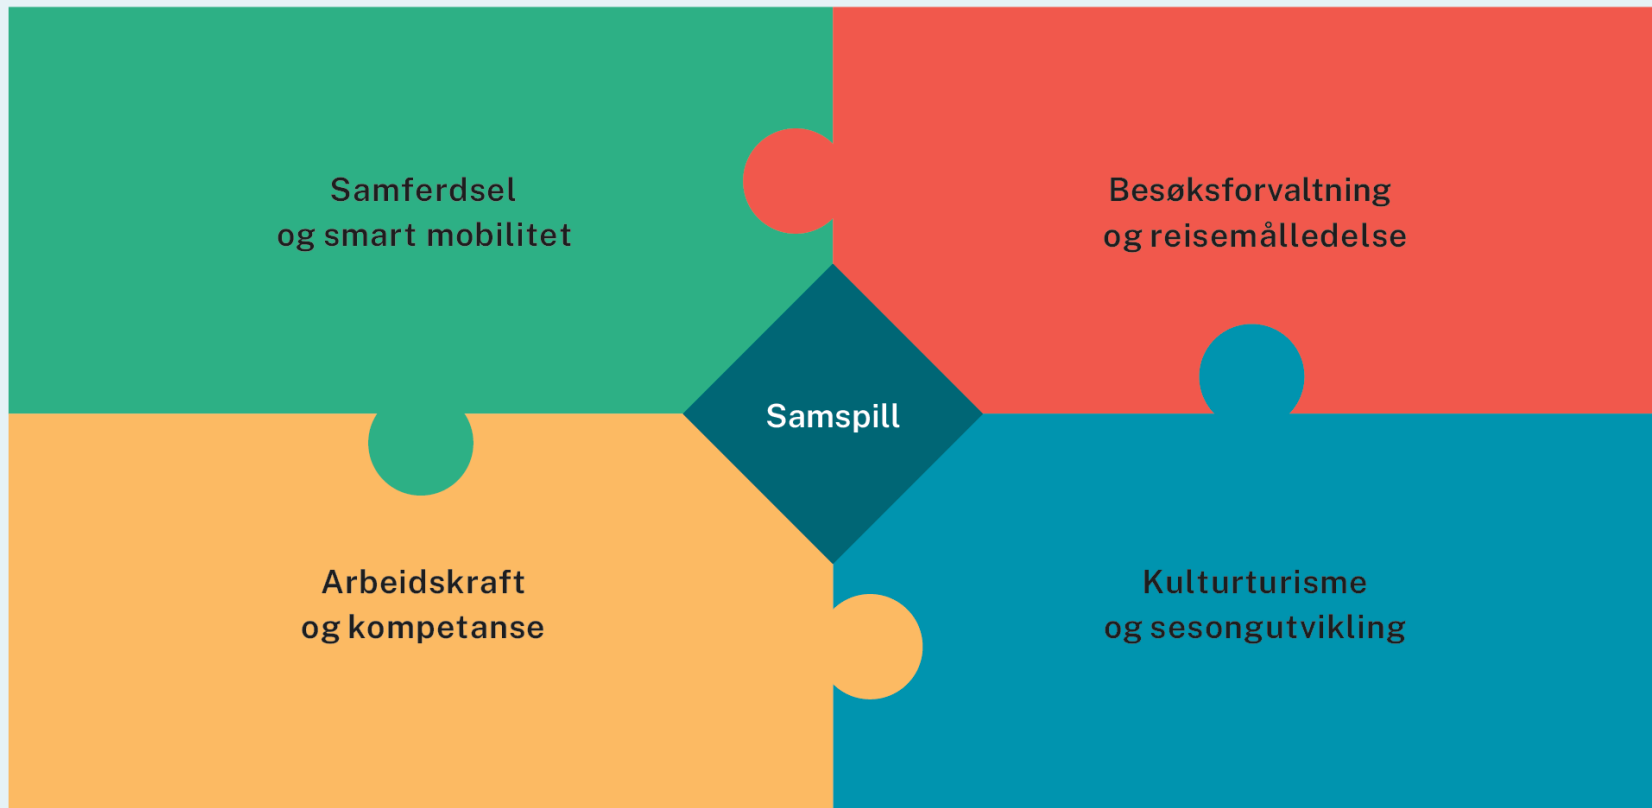 Samferdsel
og smart mobilitet
Besøksforvaltning
og reisemålledelse
Samspill
Arbeidskraft
og kompetanse
Kulturturisme
og sesongutvikling